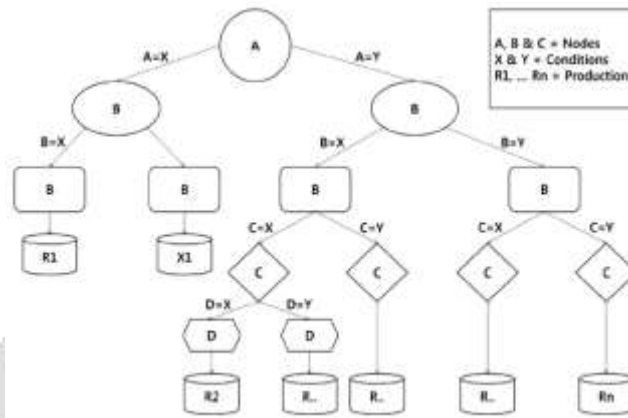 A
A=X
A=Y
A, B & C = Nodes
X & Y = Conditions
R1, ... Rn = Production
B
B
B=X
B=X
B=Y
B
B
B
B
C=X
C=Y
C=X
C=Y
R1
X1
C
C
C
C
D=X
D=Y
D
D
R2
R..
R..
R..
Rn